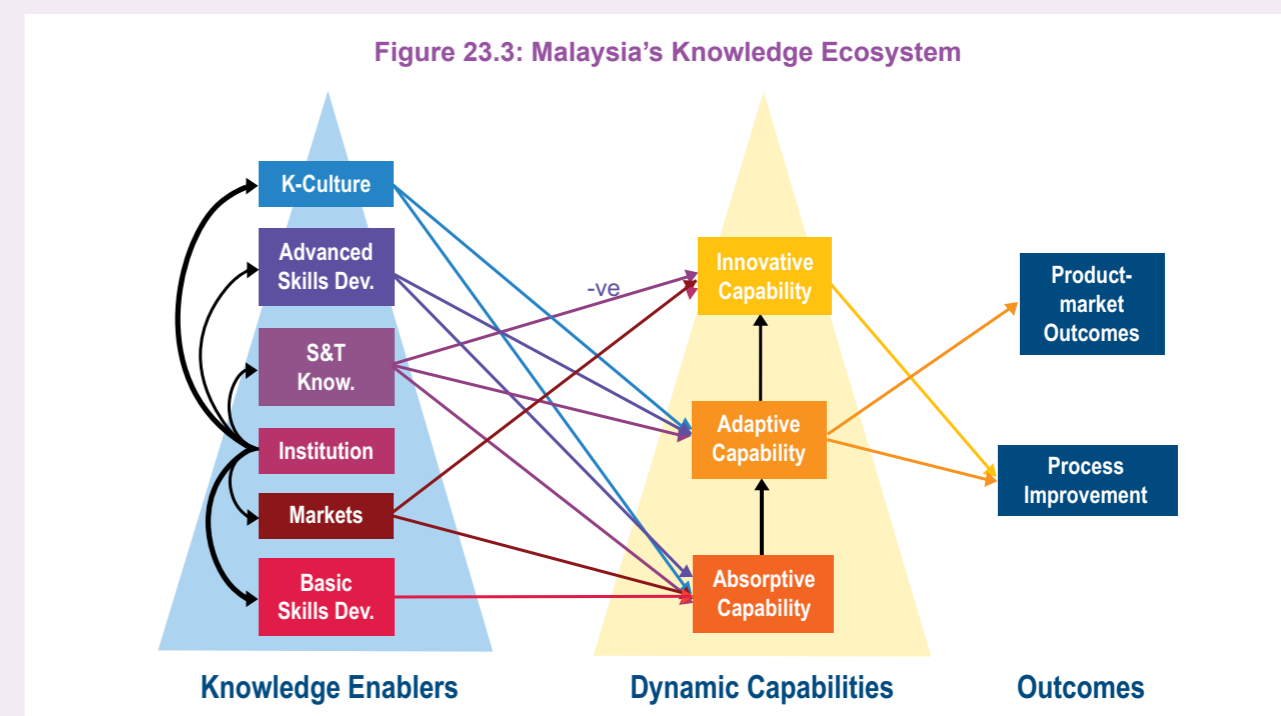 Figure 23.3: Malaysia's Knowledge Ecosystem
K-Culture
Advanced
Skills Dev.
S&T
Know.
Institution
Markets
Basic
Skills Dev.
-ve
Innovative
Capability
Adaptive
Capability
Absorptive
Capability
Product-
market
Outcomes
Process
Improvement
Knowledge Enablers
Dynamic Capabilities
Outcomes